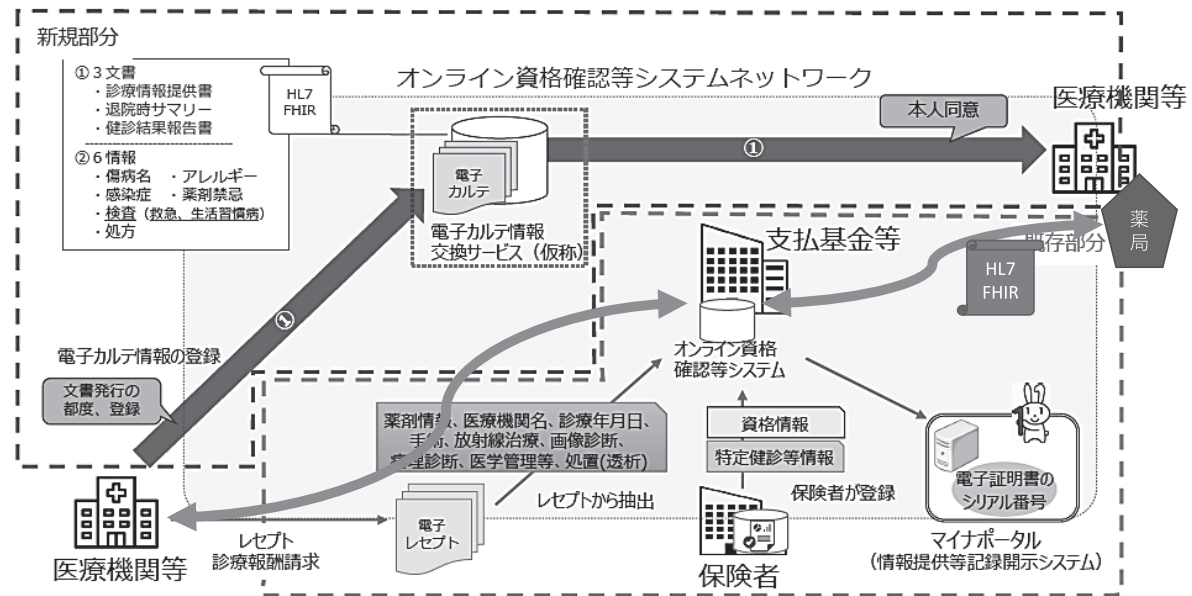 新規部分
①３文書
・診療情報提供書
・退院時サマリー
・健診結果報告書
②６情報
・傷病名 ・アレルギー
・感染症 ・薬剤禁忌
・検査（救急、生活習慣病）
・処方
HL7
FHIR
オンライン資格確認等システムネットワーク
電子
カルテ
電子カルテ情報
交換サービス（仮称）
①
本人同意
医療機関等
薬
局
既存部分
HL7
FHIR
支払基金等
オンライン資格
確認等システム
①
電子カルテ情報の登録
文書発行の
都度、登録
薬剤情報、医療機関名、診療年月日、
手術、放射線治療、画像診断、
病理診断、医学管理等、処置(透析)
資格情報
特定健診等情報
保険者が登録
レセプトから抽出
電子
レセプト
レセプト
診療報酬請求
医療機関等
保険者
電子証明書の
シリアル番号
マイナポータル
（情報提供等記録開示システム）